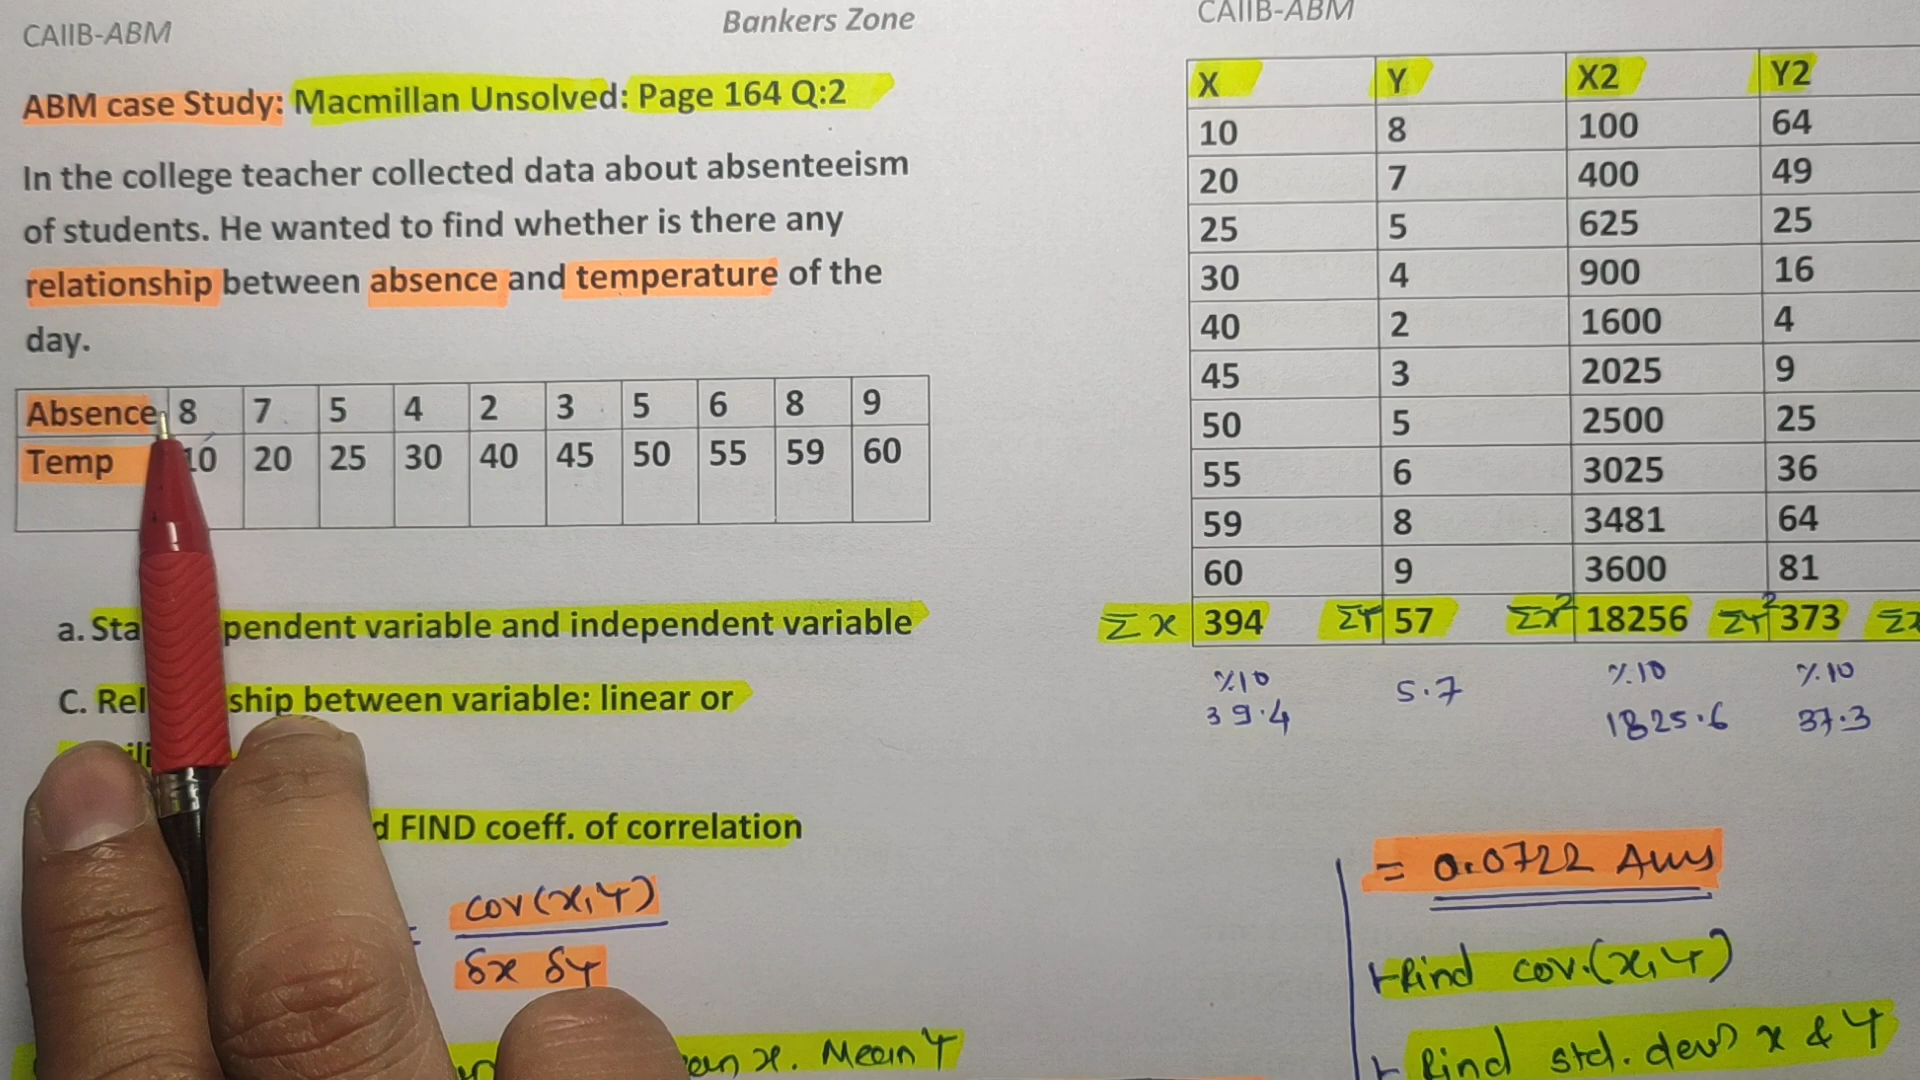 CAIIB-ABM
Bankers Zone
ABM case Study: Macmillan Unsolved: Page 164 Q:2
In the college teacher collected data about absenteeism
of students. He wanted to find whether is there any
relationship between absence and temperature of the
day.
Absence 8 7 5 4 2 3 5 6 8 9
Temp 10 20 25 30 40 45 50 55 59 60
a. Sta pendent variable and independent variable
C. Rel ship between variable: linear or
d FIND coeff. of correlation
= cov(x,Y)
δx δY
ean x. Mean Y
CAIIB-ABM
X Y X2 Y2
10 8 100 64
20 7 400 49
25 5 625 25
30 4 900 16
40 2 1600 4
45 3 2025 9
50 5 2500 25
55 6 3025 36
59 8 3481 64
60 9 3600 81
Σx 394 ΣY 57 Σx² 18256 ΣY² 373
%10 %10 %10
39.4 5.7 1825.6 37.3
= 0.0722 Ans
Find cov.(x,Y)
Find std. devn x & Y